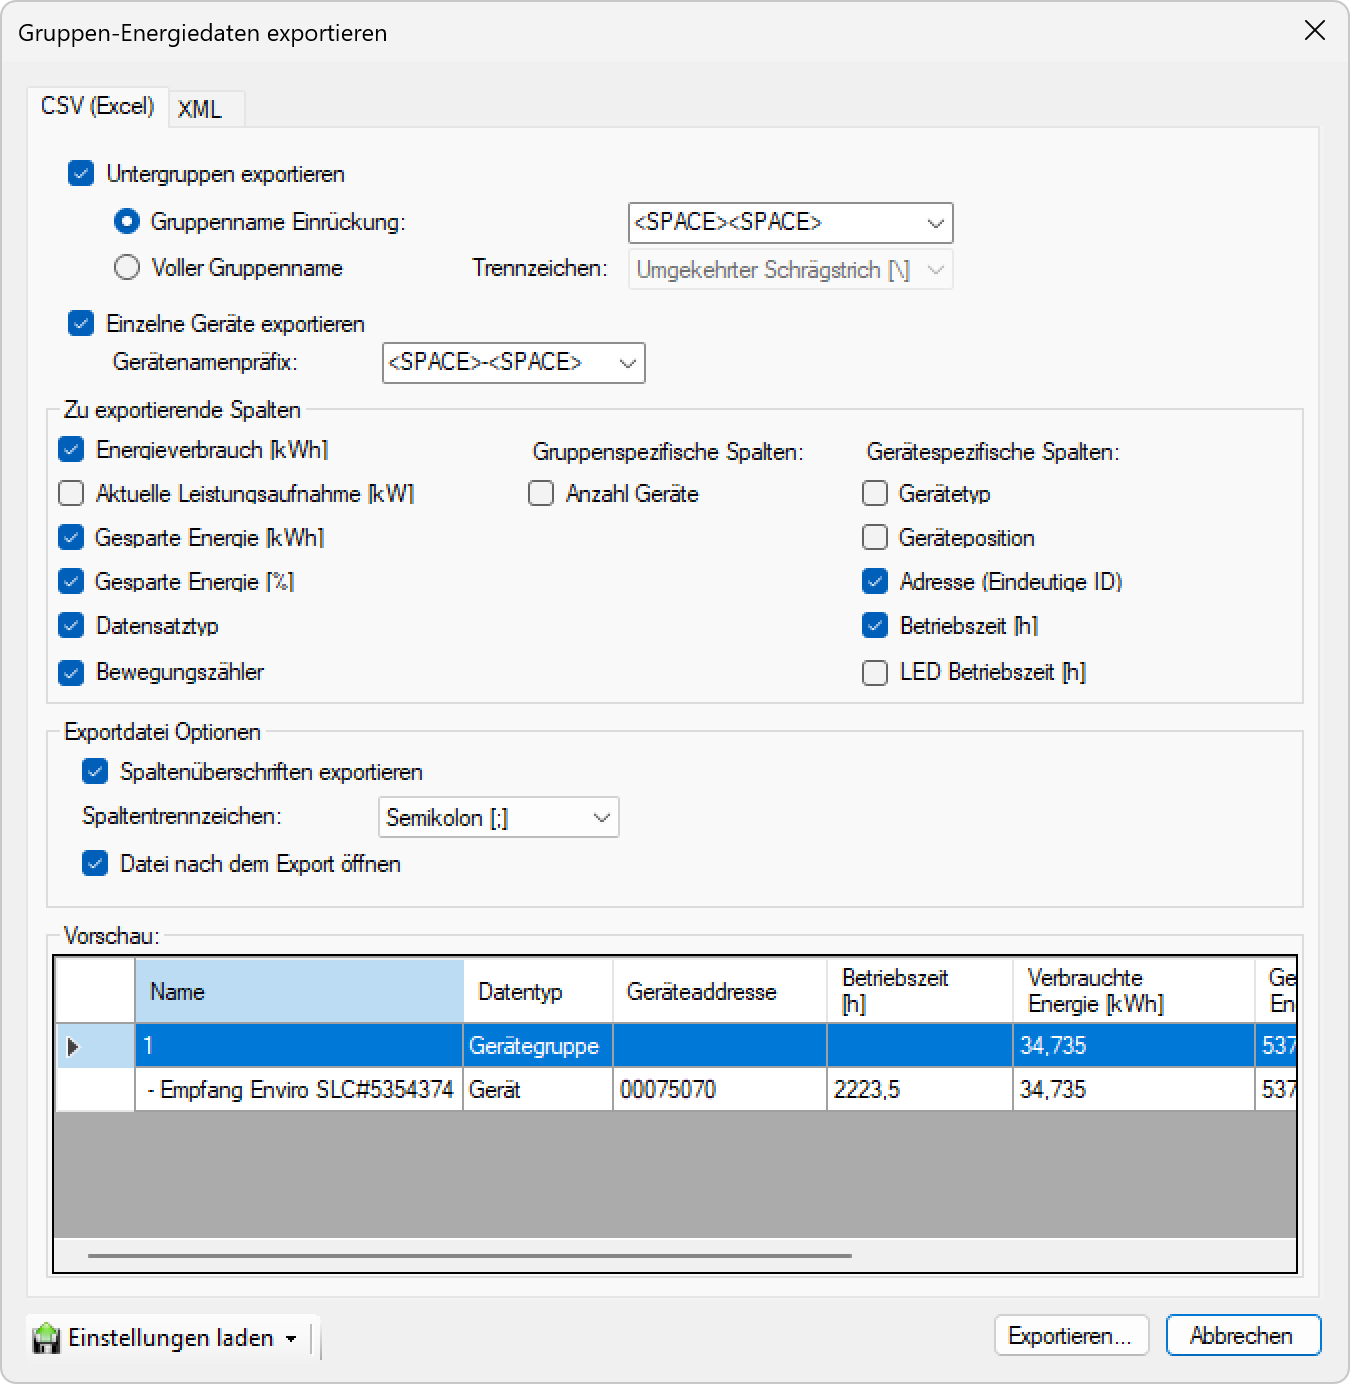 Gruppen-Energiedaten exportieren
CSV (Excel) XML
Untergruppen exportieren
Gruppenname Einrückung: <SPACE><SPACE>
Voller Gruppenname Trennzeichen: Umgekehrter Schrägstrich [\]
Einzelne Geräte exportieren
Gerätenamenpräfix: <SPACE>-<SPACE>
Zu exportierende Spalten
Energieverbrauch [kWh] Gruppenspezifische Spalten: Gerätespezifische Spalten:
Aktuelle Leistungsaufnahme [kW] Anzahl Geräte Gerätetyp
Gesparte Energie [kWh] Geräteposition
Gesparte Energie [%] Adresse (Eindeutige ID)
Datensatztyp Betriebszeit [h]
Bewegungszähler LED Betriebszeit [h]
Exportdatei Optionen
Spaltenüberschriften exportieren
Spaltentrennzeichen: Semikolon [;]
Datei nach dem Export öffnen
Vorschau:
Name Datentyp Geräteaddresse Betriebszeit [h] Verbrauchte Energie [kWh] Ge En
1 Gerätegruppe 34,735 537
- Empfang Enviro SLC#5354374 Gerät 00075070 2223,5 34,735 537
Einstellungen laden Exportieren... Abbrechen